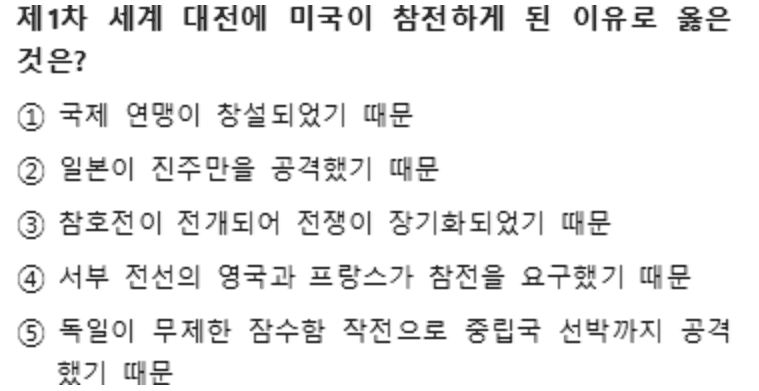 제1차 세계 대전에 미국이 참전하게 된 이유로 옳은
것은?
① 국제 연맹이 창설되었기 때문
② 일본이 진주만을 공격했기 때문
③ 참호전이 전개되어 전쟁이 장기화되었기 때문
④ 서부 전선의 영국과 프랑스가 참전을 요구했기 때문
⑤ 독일이 무제한 잠수함 작전으로 중립국 선박까지 공격
했기 때문